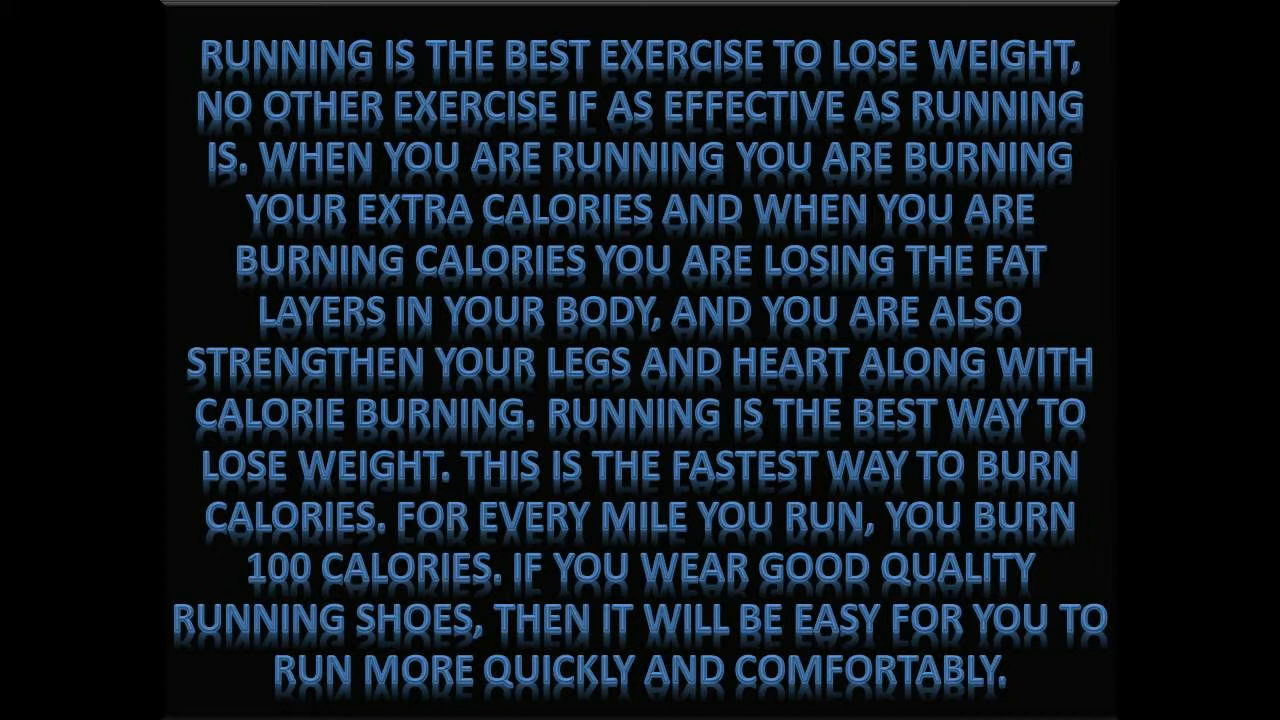 RUNNING IS THE BEST EXERCISE TO LOSE WEIGHT,
NO OTHER EXERCISE IF AS EFFECTIVE AS RUNNING
IS. WHEN YOU ARE RUNNING YOU ARE BURNING
YOUR EXTRA CALORIES AND WHEN YOU ARE
BURNING CALORIES YOU ARE LOSING THE FAT
LAYERS IN YOUR BODY, AND YOU ARE ALSO
STRENGTHEN YOUR LEGS AND HEART ALONG WITH
CALORIE BURNING. RUNNING IS THE BEST WAY TO
LOSE WEIGHT. THIS IS THE FASTEST WAY TO BURN
CALORIES. FOR EVERY MILE YOU RUN, YOU BURN
100 CALORIES. IF YOU WEAR GOOD QUALITY
RUNNING SHOES, THEN IT WILL BE EASY FOR YOU TO
RUN MORE QUICKLY AND COMFORTABLY.